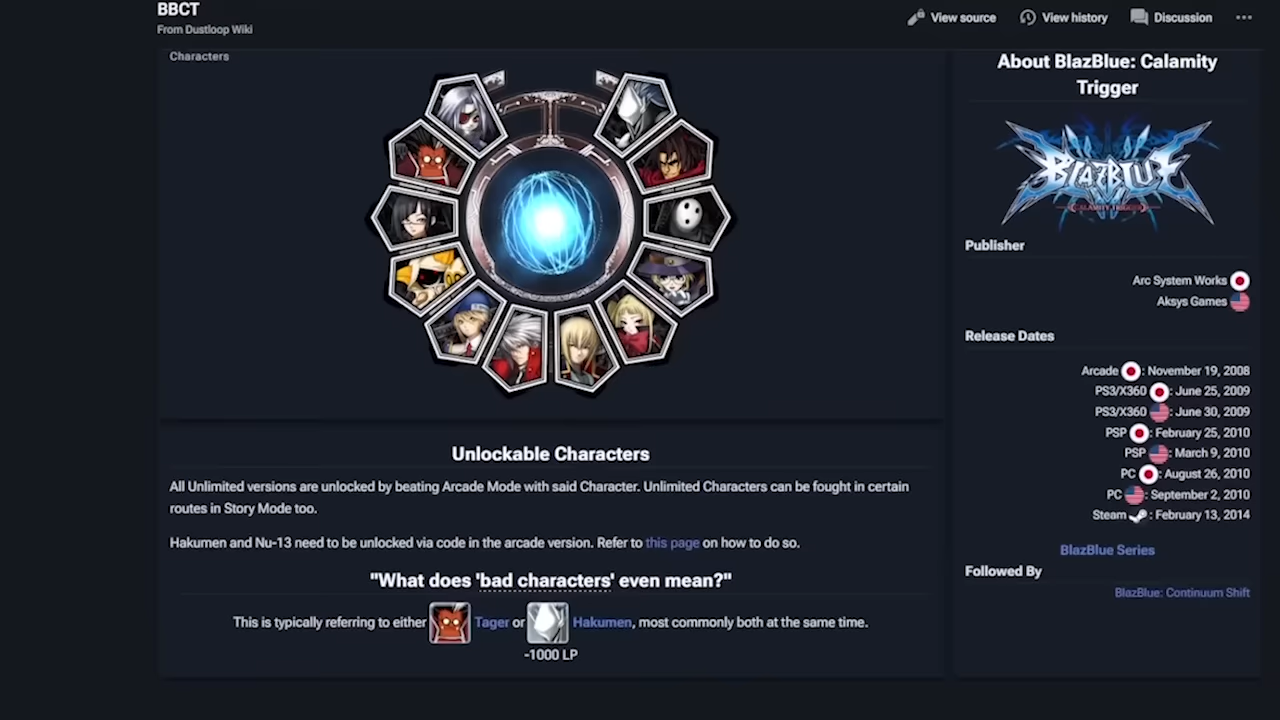 BBCT
From Dustloop Wiki
View source
View history
Discussion
Characters
Unlockable Characters
All Unlimited versions are unlocked by beating Arcade Mode with said Character. Unlimited Characters can be fought in certain
routes in Story Mode too.
Hakumen and Nu-13 need to be unlocked via code in the arcade version. Refer to this page on how to do so.
"What does 'bad characters' even mean?"
This is typically referring to either Tager or Hakumen, most commonly both at the same time.
-1000 LP
About BlazBlue: Calamity
Trigger
BLAZBLUE
CALAMITY TRIGGER
Publisher
Arc System Works
Aksys Games
Release Dates
Arcade : November 19, 2008
PS3/X360 : June 25, 2009
PS3/X360 : June 30, 2009
PSP : February 25, 2010
PSP : March 9, 2010
PC : August 26, 2010
PC : September 2, 2010
Steam : February 13, 2014
BlazBlue Series
Followed By
BlazBlue: Continuum Shift